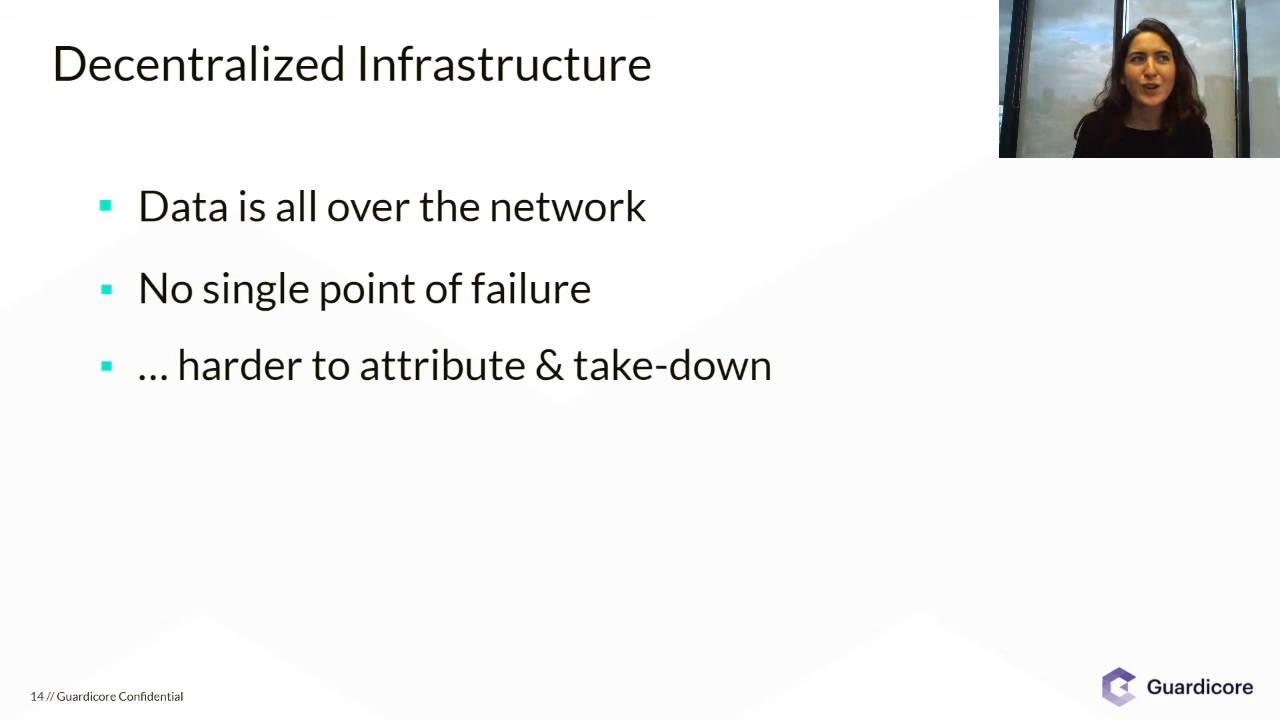 Decentralized Infrastructure
Data is all over the network
No single point of failure
... harder to attribute & take-down
14 // Guardicore Confidential
Guardicore